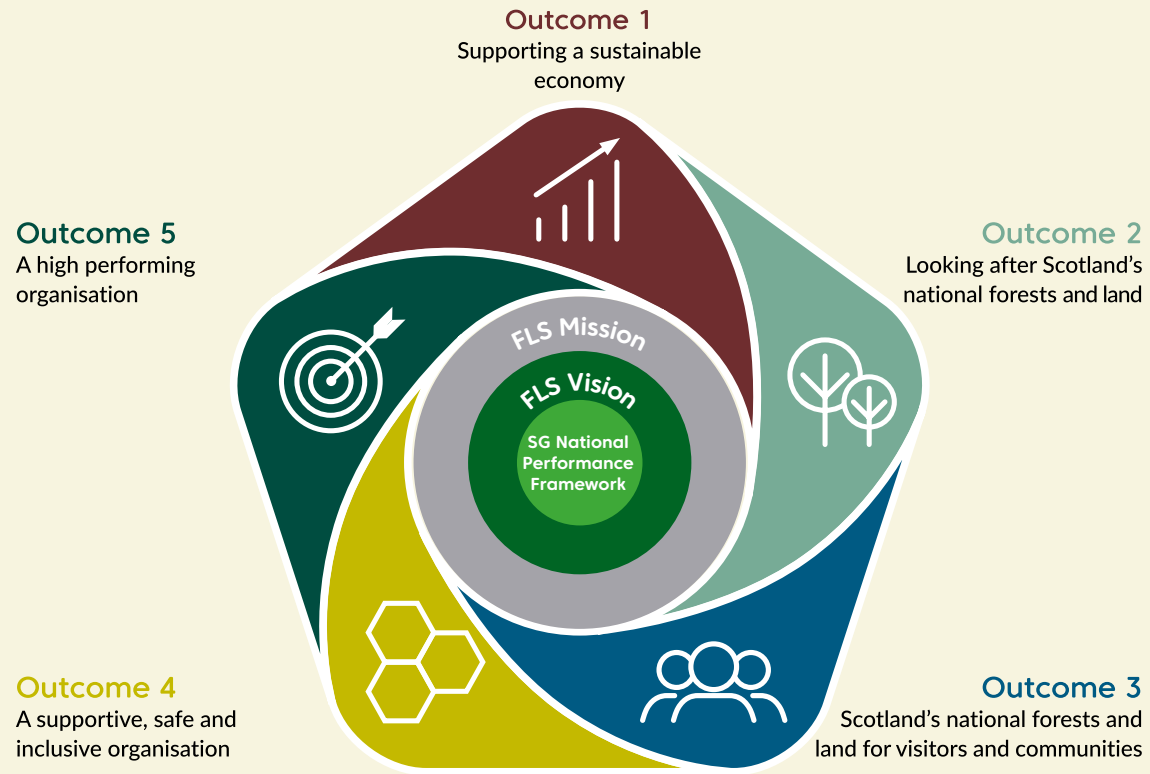 Outcome 1
Supporting a sustainable
economy
Outcome 5
A high performing
organisation
Outcome 2
Looking after Scotland’s
national forests and land
FLS Mission
FLS Vision
SG National
Performance
Framework
Outcome 4
A supportive, safe and
inclusive organisation
Outcome 3
Scotland’s national forests and
land for visitors and communities